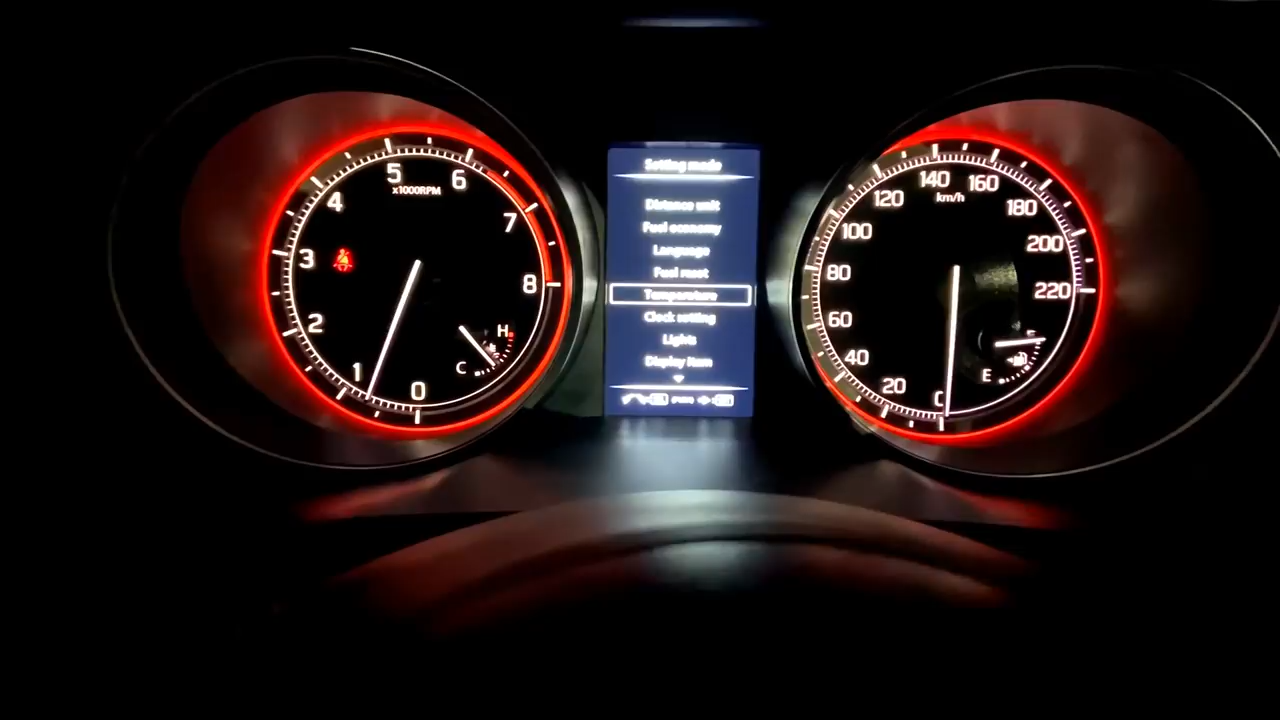 5
6
4
x1000RPM
7
3
8
2
H
C
1
0
Setting mode
Distance unit
Fuel economy
Language
Fuel reset
Temperature
Clock setting
Lights
Display item
140
160
120
km/h
180
100
200
80
220
60
40
E
20